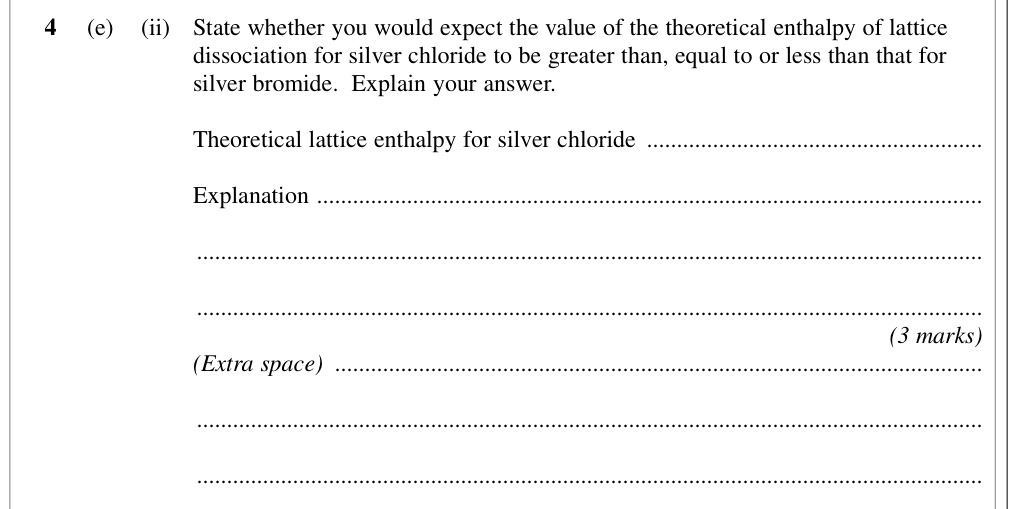 4 (e) (ii) State whether you would expect the value of the theoretical enthalpy of lattice
dissociation for silver chloride to be greater than, equal to or less than that for
silver bromide. Explain your answer.
Theoretical lattice enthalpy for silver chloride ........................................................
Explanation ...............................................................................................................
...................................................................................................................................
...................................................................................................................................
(3 marks)
(Extra space) ............................................................................................................
...................................................................................................................................
...................................................................................................................................